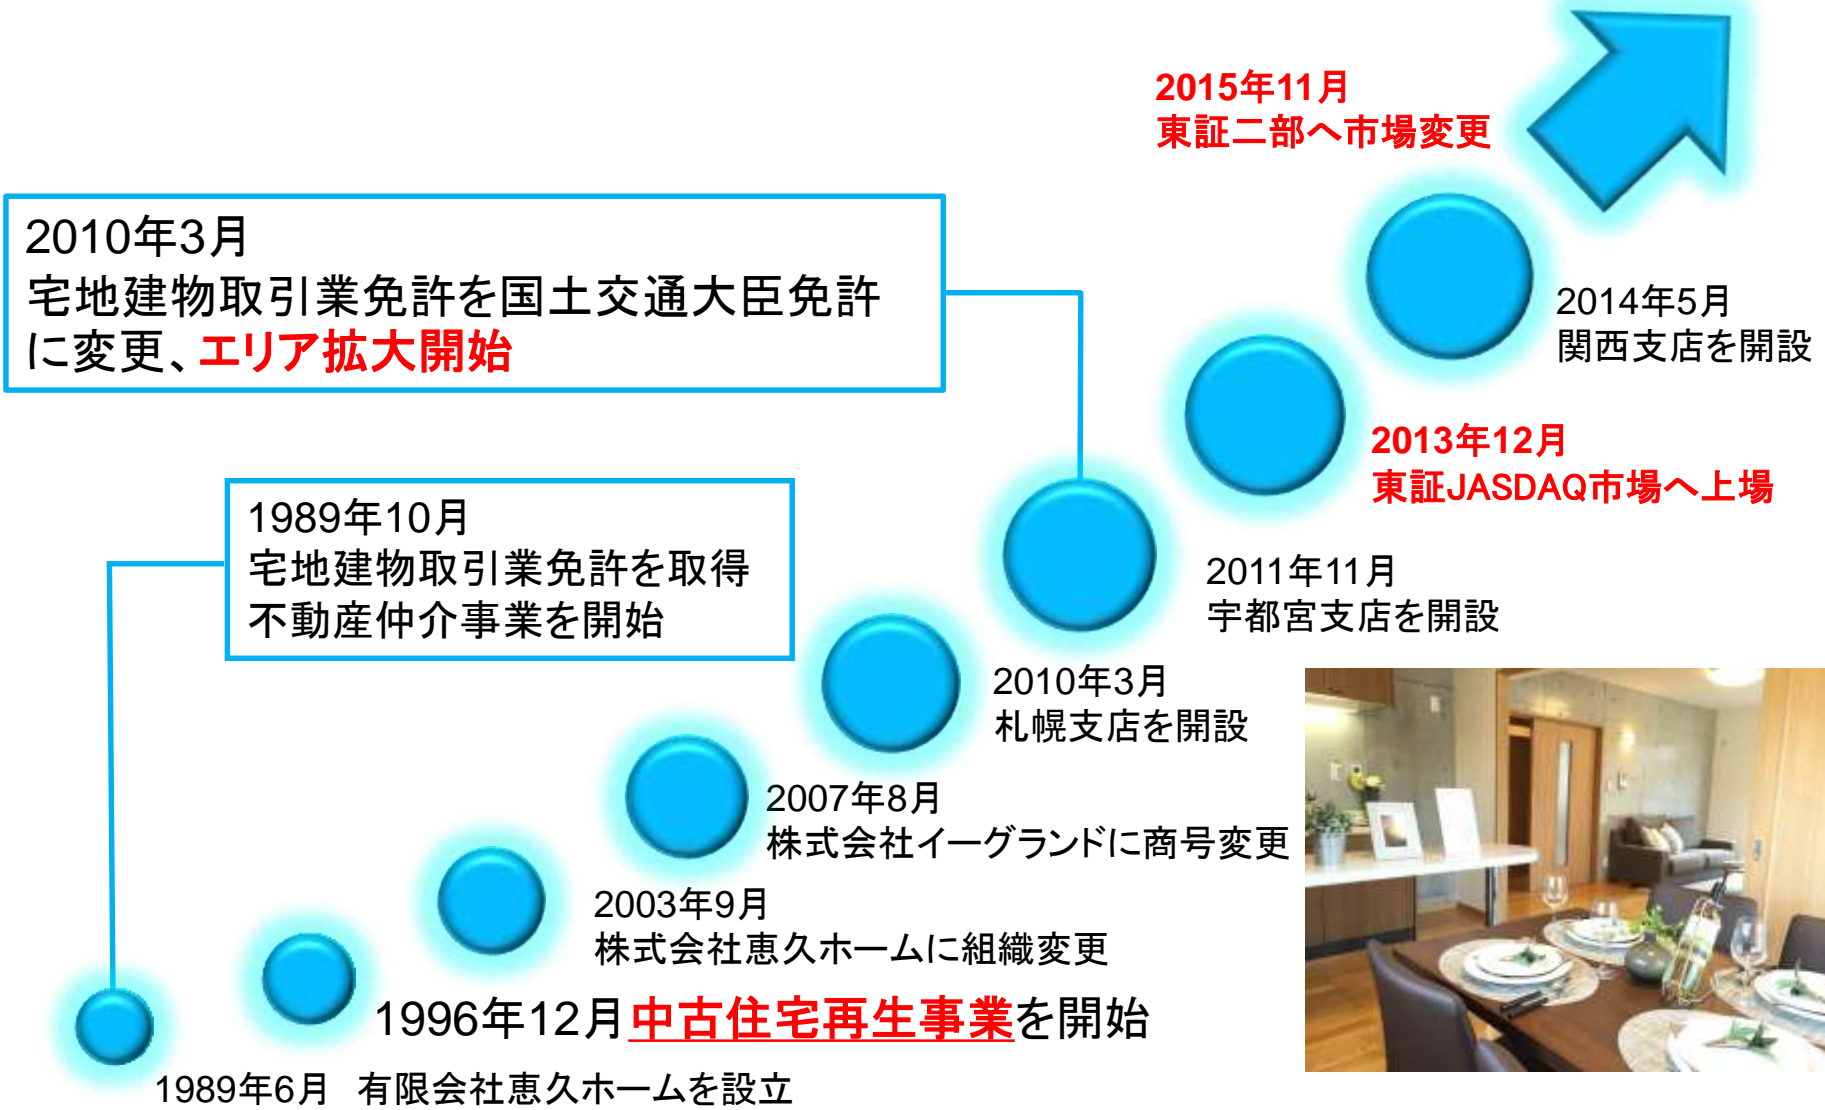 2015年11月
東証二部へ市場変更
2010年3月
宅地建物取引業免許を国土交通大臣免許
に変更、エリア拡大開始
2014年5月
関西支店を開設
2013年12月
東証JASDAQ市場へ上場
1989年10月
宅地建物取引業免許を取得
不動産仲介事業を開始
2011年11月
宇都宮支店を開設
2010年3月
札幌支店を開設
2007年8月
株式会社イーグランドに商号変更
2003年9月
株式会社恵久ホームに組織変更
1996年12月中古住宅再生事業を開始
1989年6月　有限会社恵久ホームを設立